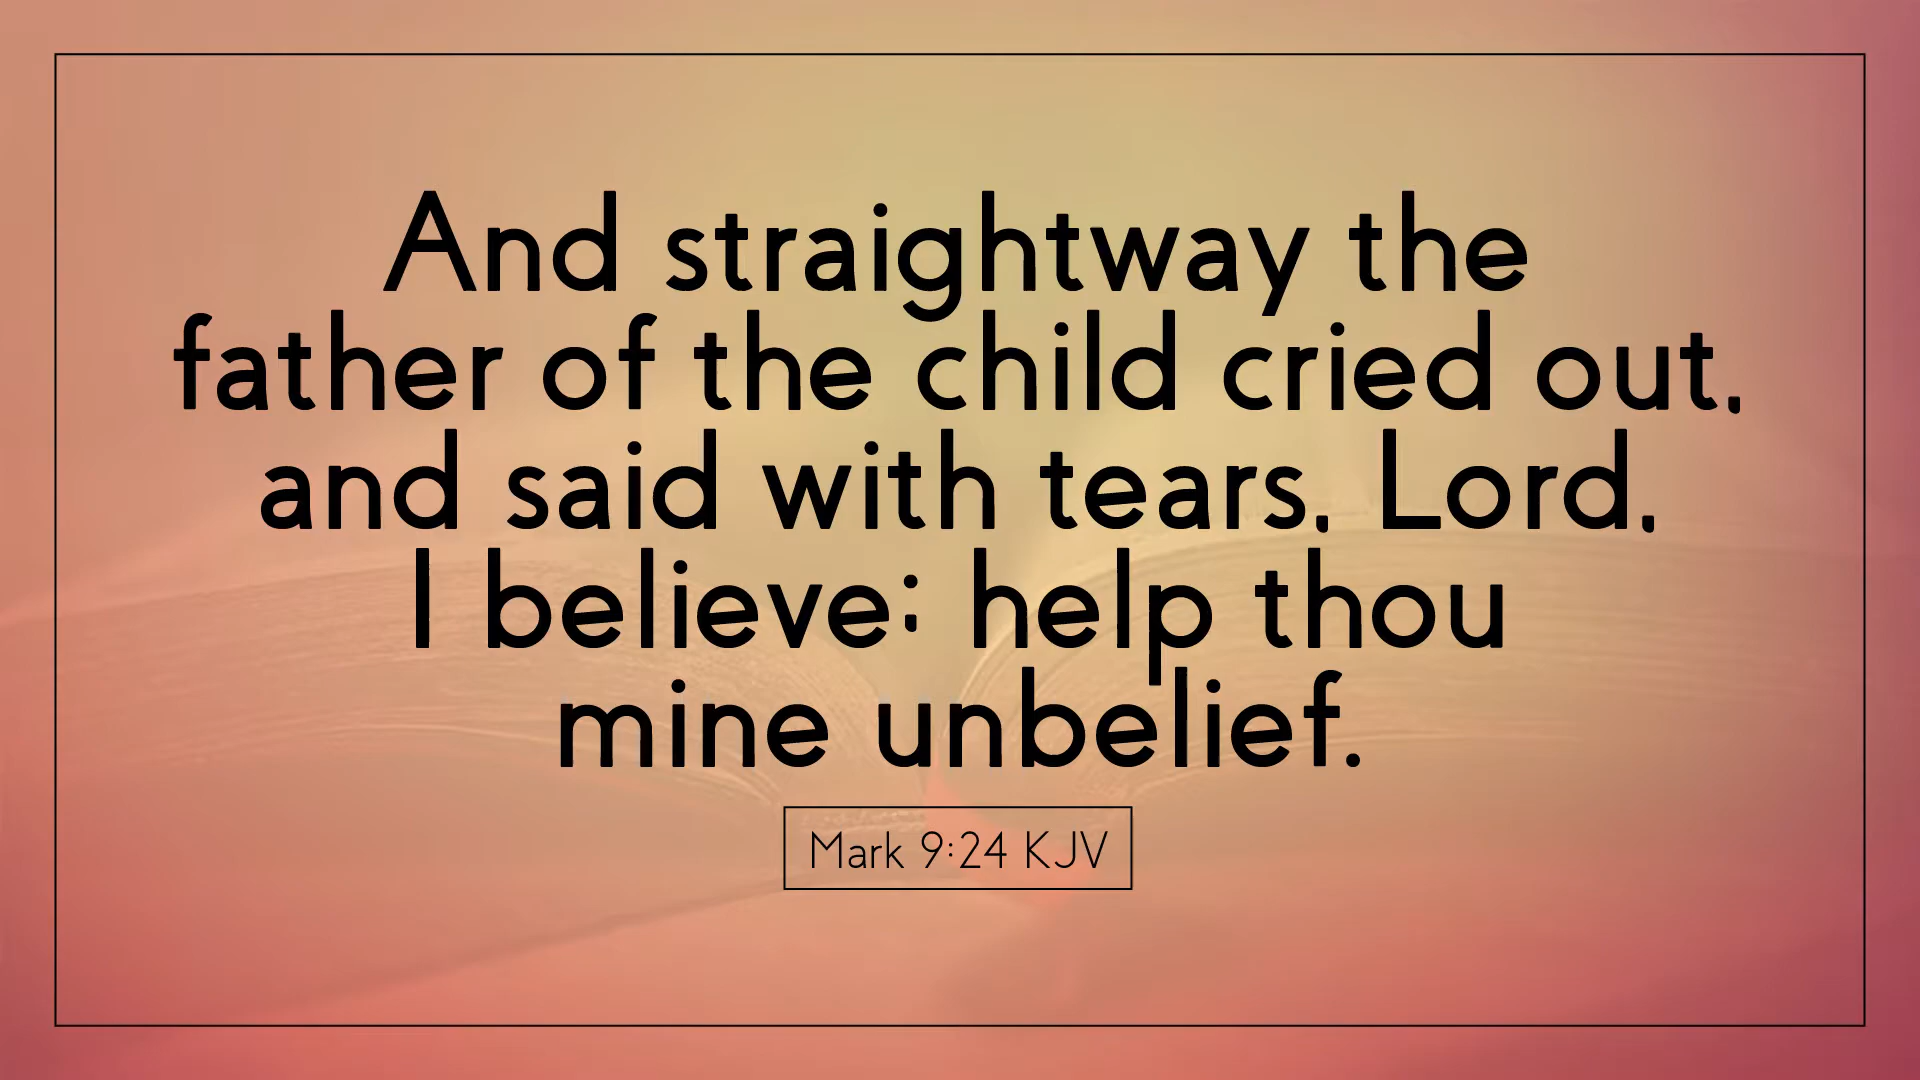 And straightway the
father of the child cried out,
and said with tears, Lord,
I believe; help thou
mine unbelief.
Mark 9:24 KJV